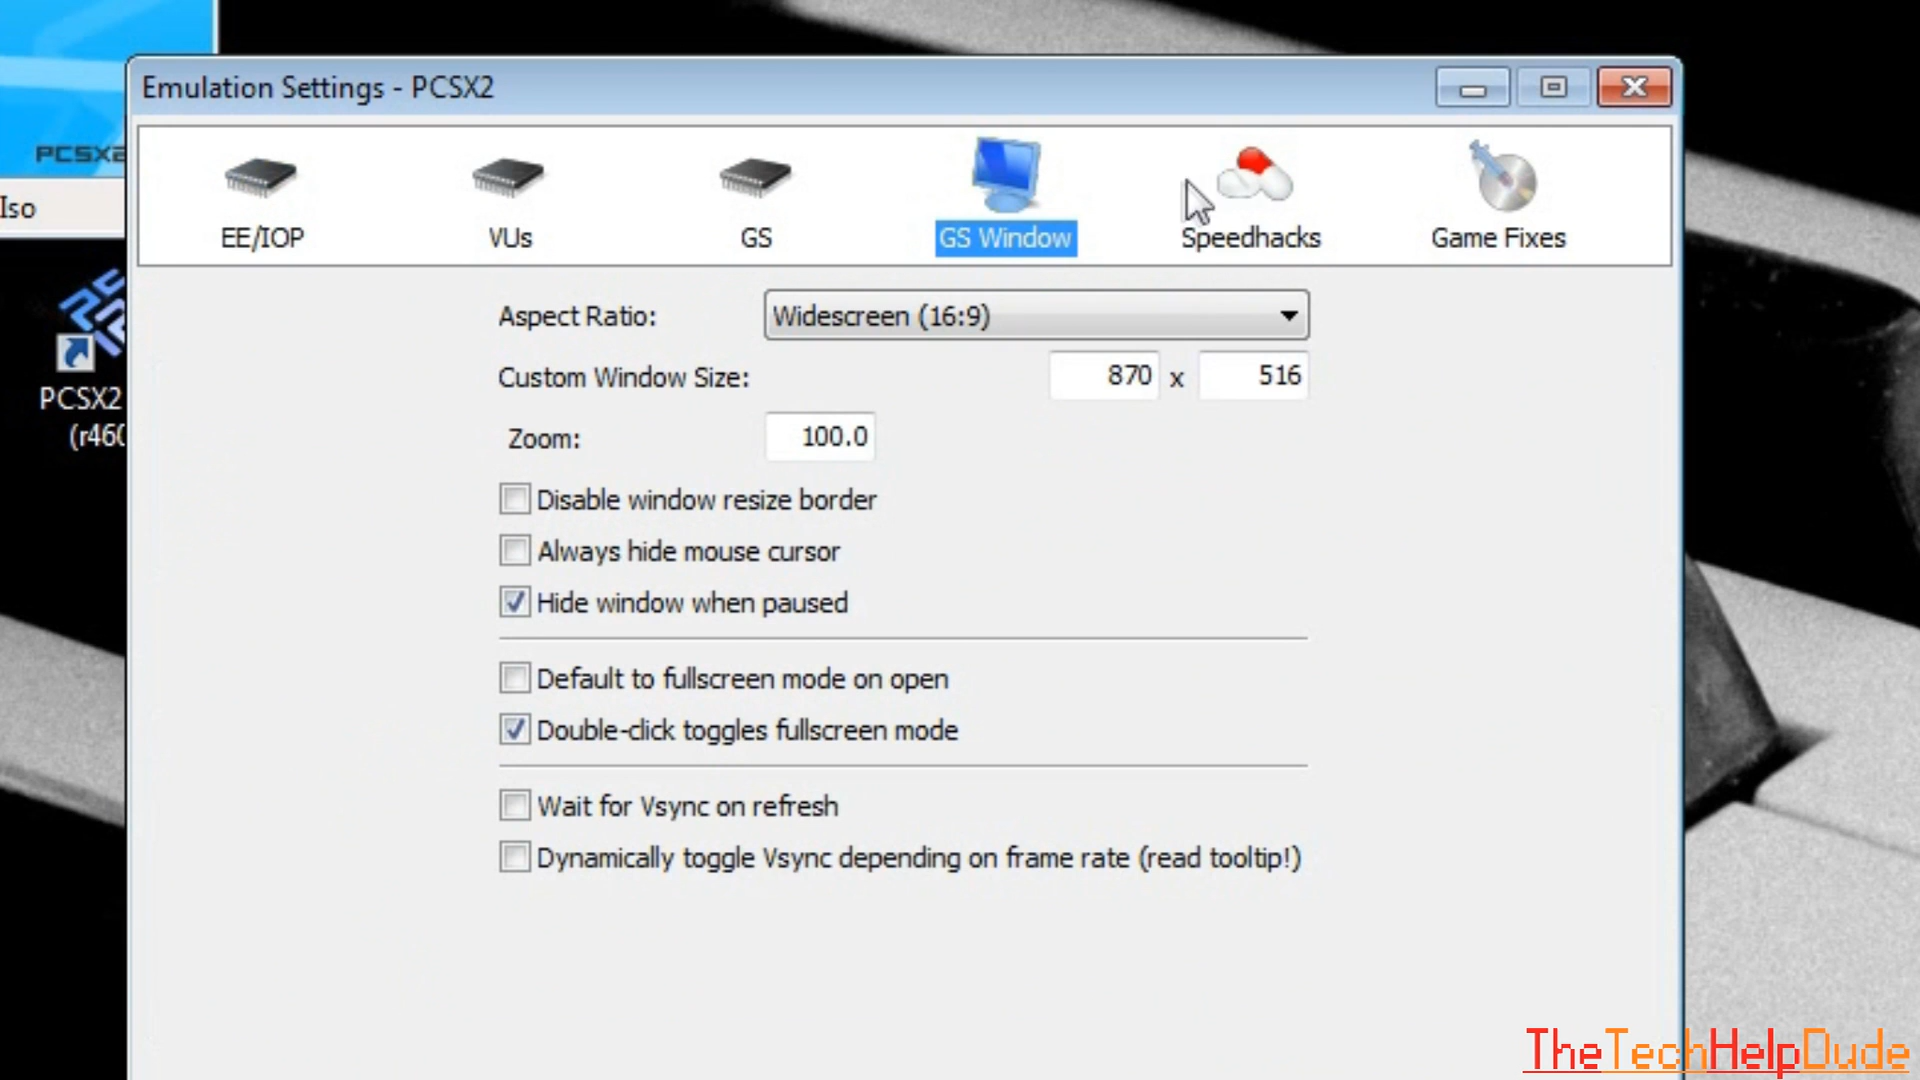 Emulation Settings - PCSX2
PCSX2
Iso
EE/IOP
VUs
GS
GS Window
Speedhacks
Game Fixes
Aspect Ratio: Widescreen (16:9)
Custom Window Size: 870 x 516
PCSX2
(r460
Zoom: 100.0
Disable window resize border
Always hide mouse cursor
Hide window when paused
Default to fullscreen mode on open
Double-click toggles fullscreen mode
Wait for Vsync on refresh
Dynamically toggle Vsync depending on frame rate (read tooltip!)
TheTechHelpDude